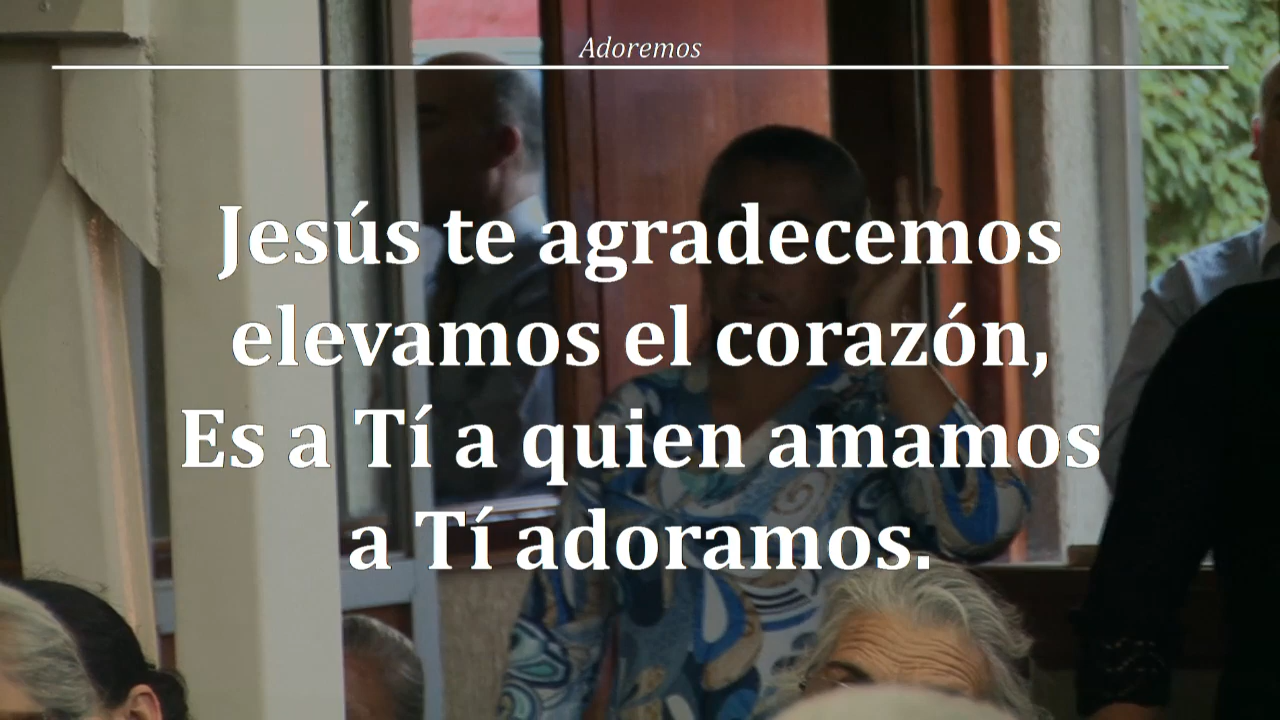 Adoremos
Jesús te agradecemos
elevamos el corazón,
Es a Tí a quien amamos
a Tí adoramos.